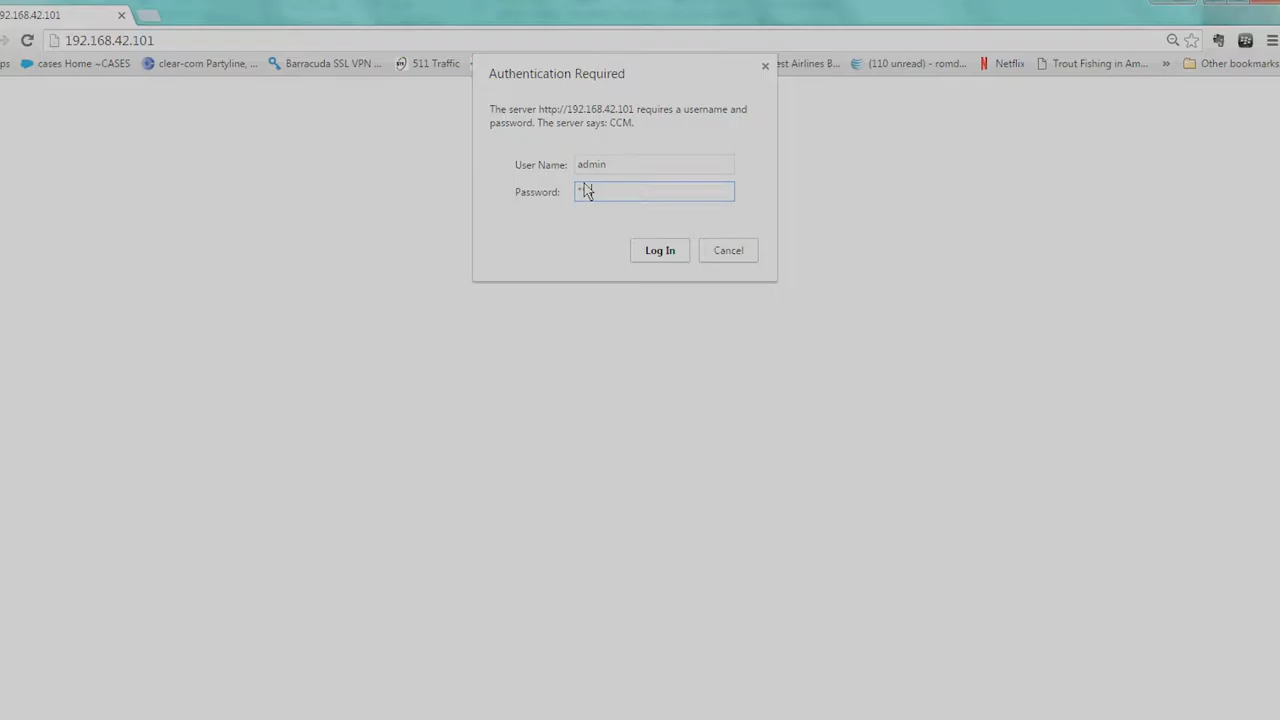 92.168.42.101
192.168.42.101
ps cases Home ~CASES clear-com Partyline, ... Barracuda SSL VPN ... 511 Traffic est Airlines B... (110 unread) - romd... Netflix Trout Fishing in Am... » Other bookmarks
Authentication Required
The server http://192.168.42.101 requires a username and
password. The server says: CCM.
User Name: admin
Password:
Log In Cancel